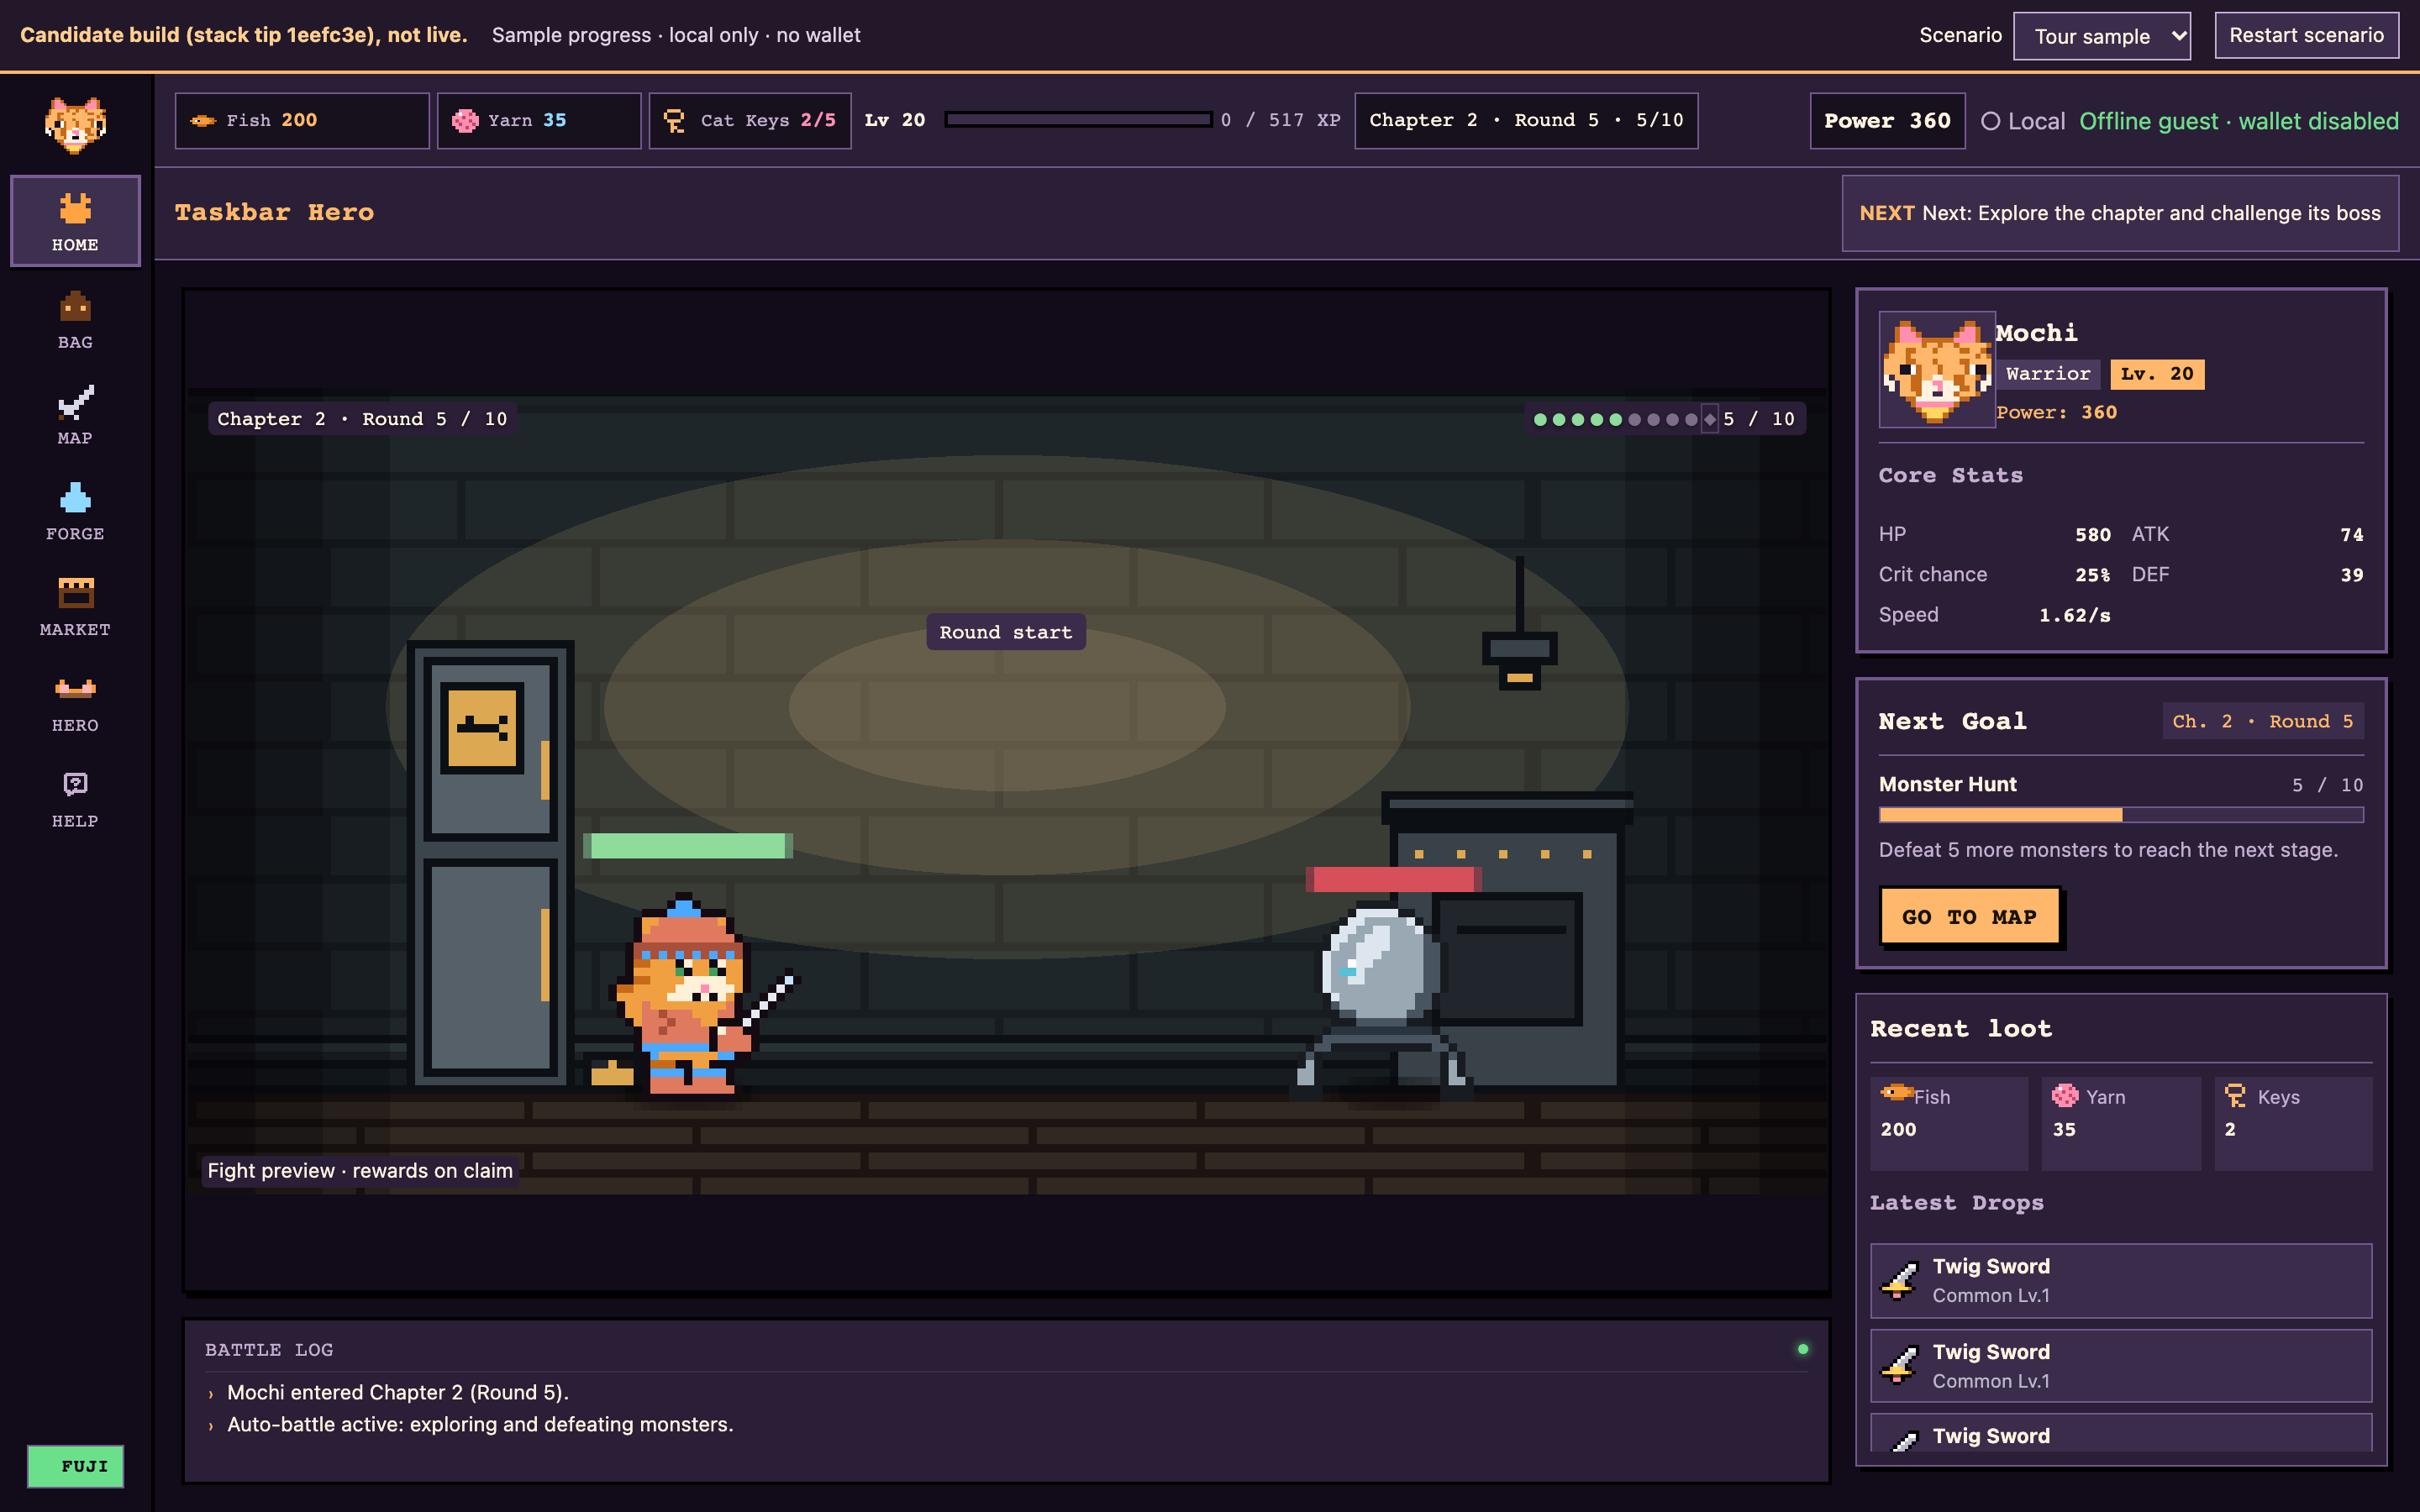 Candidate build (stack tip 1eefc3e), not live. Sample progress · local only · no wallet
Scenario Tour sample Restart scenario
Fish 200 Yarn 35 Cat Keys 2/5 Lv 20 0 / 517 XP Chapter 2 · Round 5 · 5/10 Power 360 Local Offline guest · wallet disabled
Taskbar Hero
NEXT Next: Explore the chapter and challenge its boss
HOME
BAG
MAP
FORGE
MARKET
HERO
HELP
FUJI
Chapter 2 · Round 5 / 10
5 / 10
Round start
Fight preview · rewards on claim
BATTLE LOG
› Mochi entered Chapter 2 (Round 5).
› Auto-battle active: exploring and defeating monsters.
Mochi
Warrior Lv. 20
Power: 360
Core Stats
HP 580 ATK 74
Crit chance 25% DEF 39
Speed 1.62/s
Next Goal Ch. 2 · Round 5
Monster Hunt 5 / 10
Defeat 5 more monsters to reach the next stage.
GO TO MAP
Recent loot
Fish Yarn Keys
200 35 2
Latest Drops
Twig Sword
Common Lv.1
Twig Sword
Common Lv.1
Twig Sword